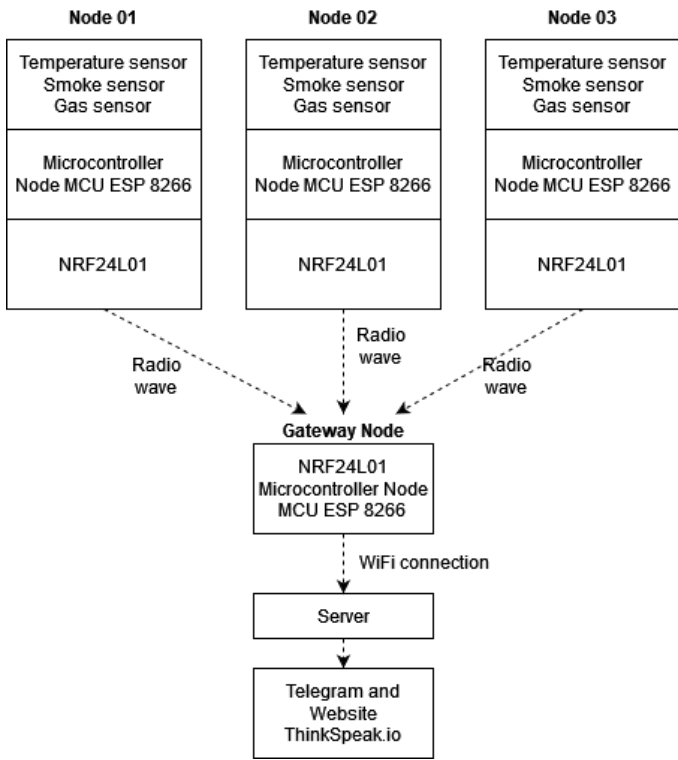 Node 01
Node 02
Node 03
Temperature sensor
Smoke sensor
Gas sensor
Temperature sensor
Smoke sensor
Gas sensor
Temperature sensor
Smoke sensor
Gas sensor
Microcontroller
Node MCU ESP 8266
Microcontroller
Node MCU ESP 8266
Microcontroller
Node MCU ESP 8266
NRF24L01
NRF24L01
NRF24L01
Radio
wave
Radio
wave
Radio
wave
Gateway Node
NRF24L01
Microcontroller Node
MCU ESP 8266
WiFi connection
Server
Telegram and
Website
ThinkSpeak.io